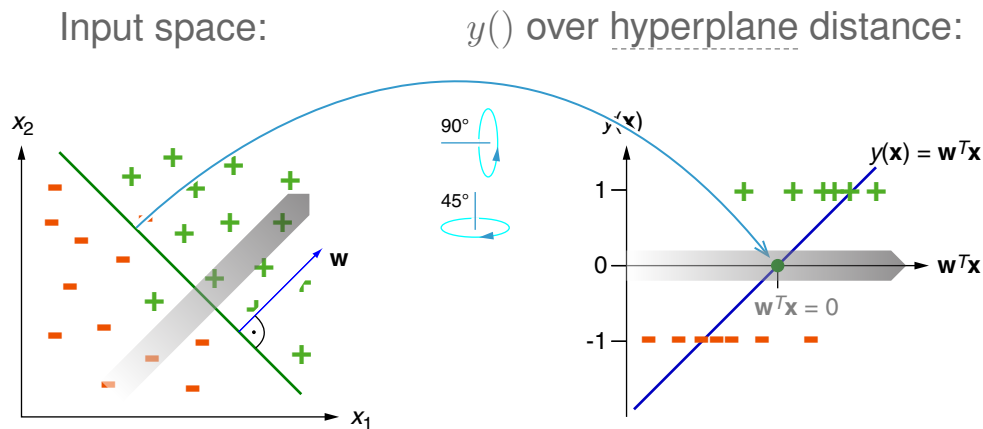 Input space:
y() over hyperplane distance:
x₂
90°
45°
w
x₁
y(x)
y(x) = wᵀx
1
0
-1
wᵀx
wᵀx = 0